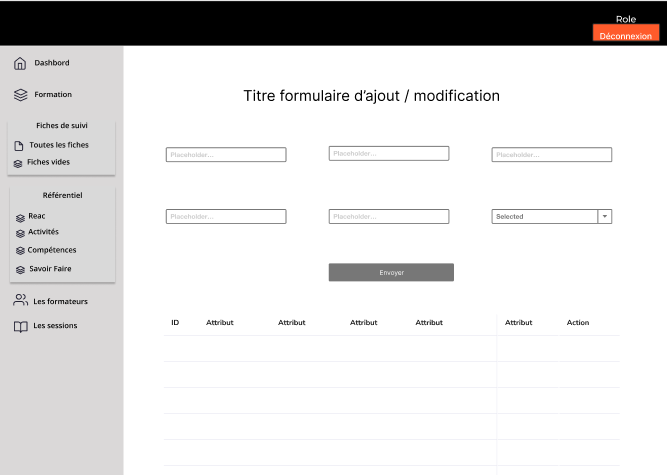 Role
Déconnexion
Dashbord
Formation
Fiches de suivi
Toutes les fiches
Fiches vides
Référentiel
Reac
Activités
Compétences
Savoir Faire
Les formateurs
Les sessions
Titre formulaire d'ajout / modification
Placeholder... Placeholder... Placeholder...
Placeholder... Placeholder... Selected
Envoyer
ID Attribut Attribut Attribut Attribut Attribut Action